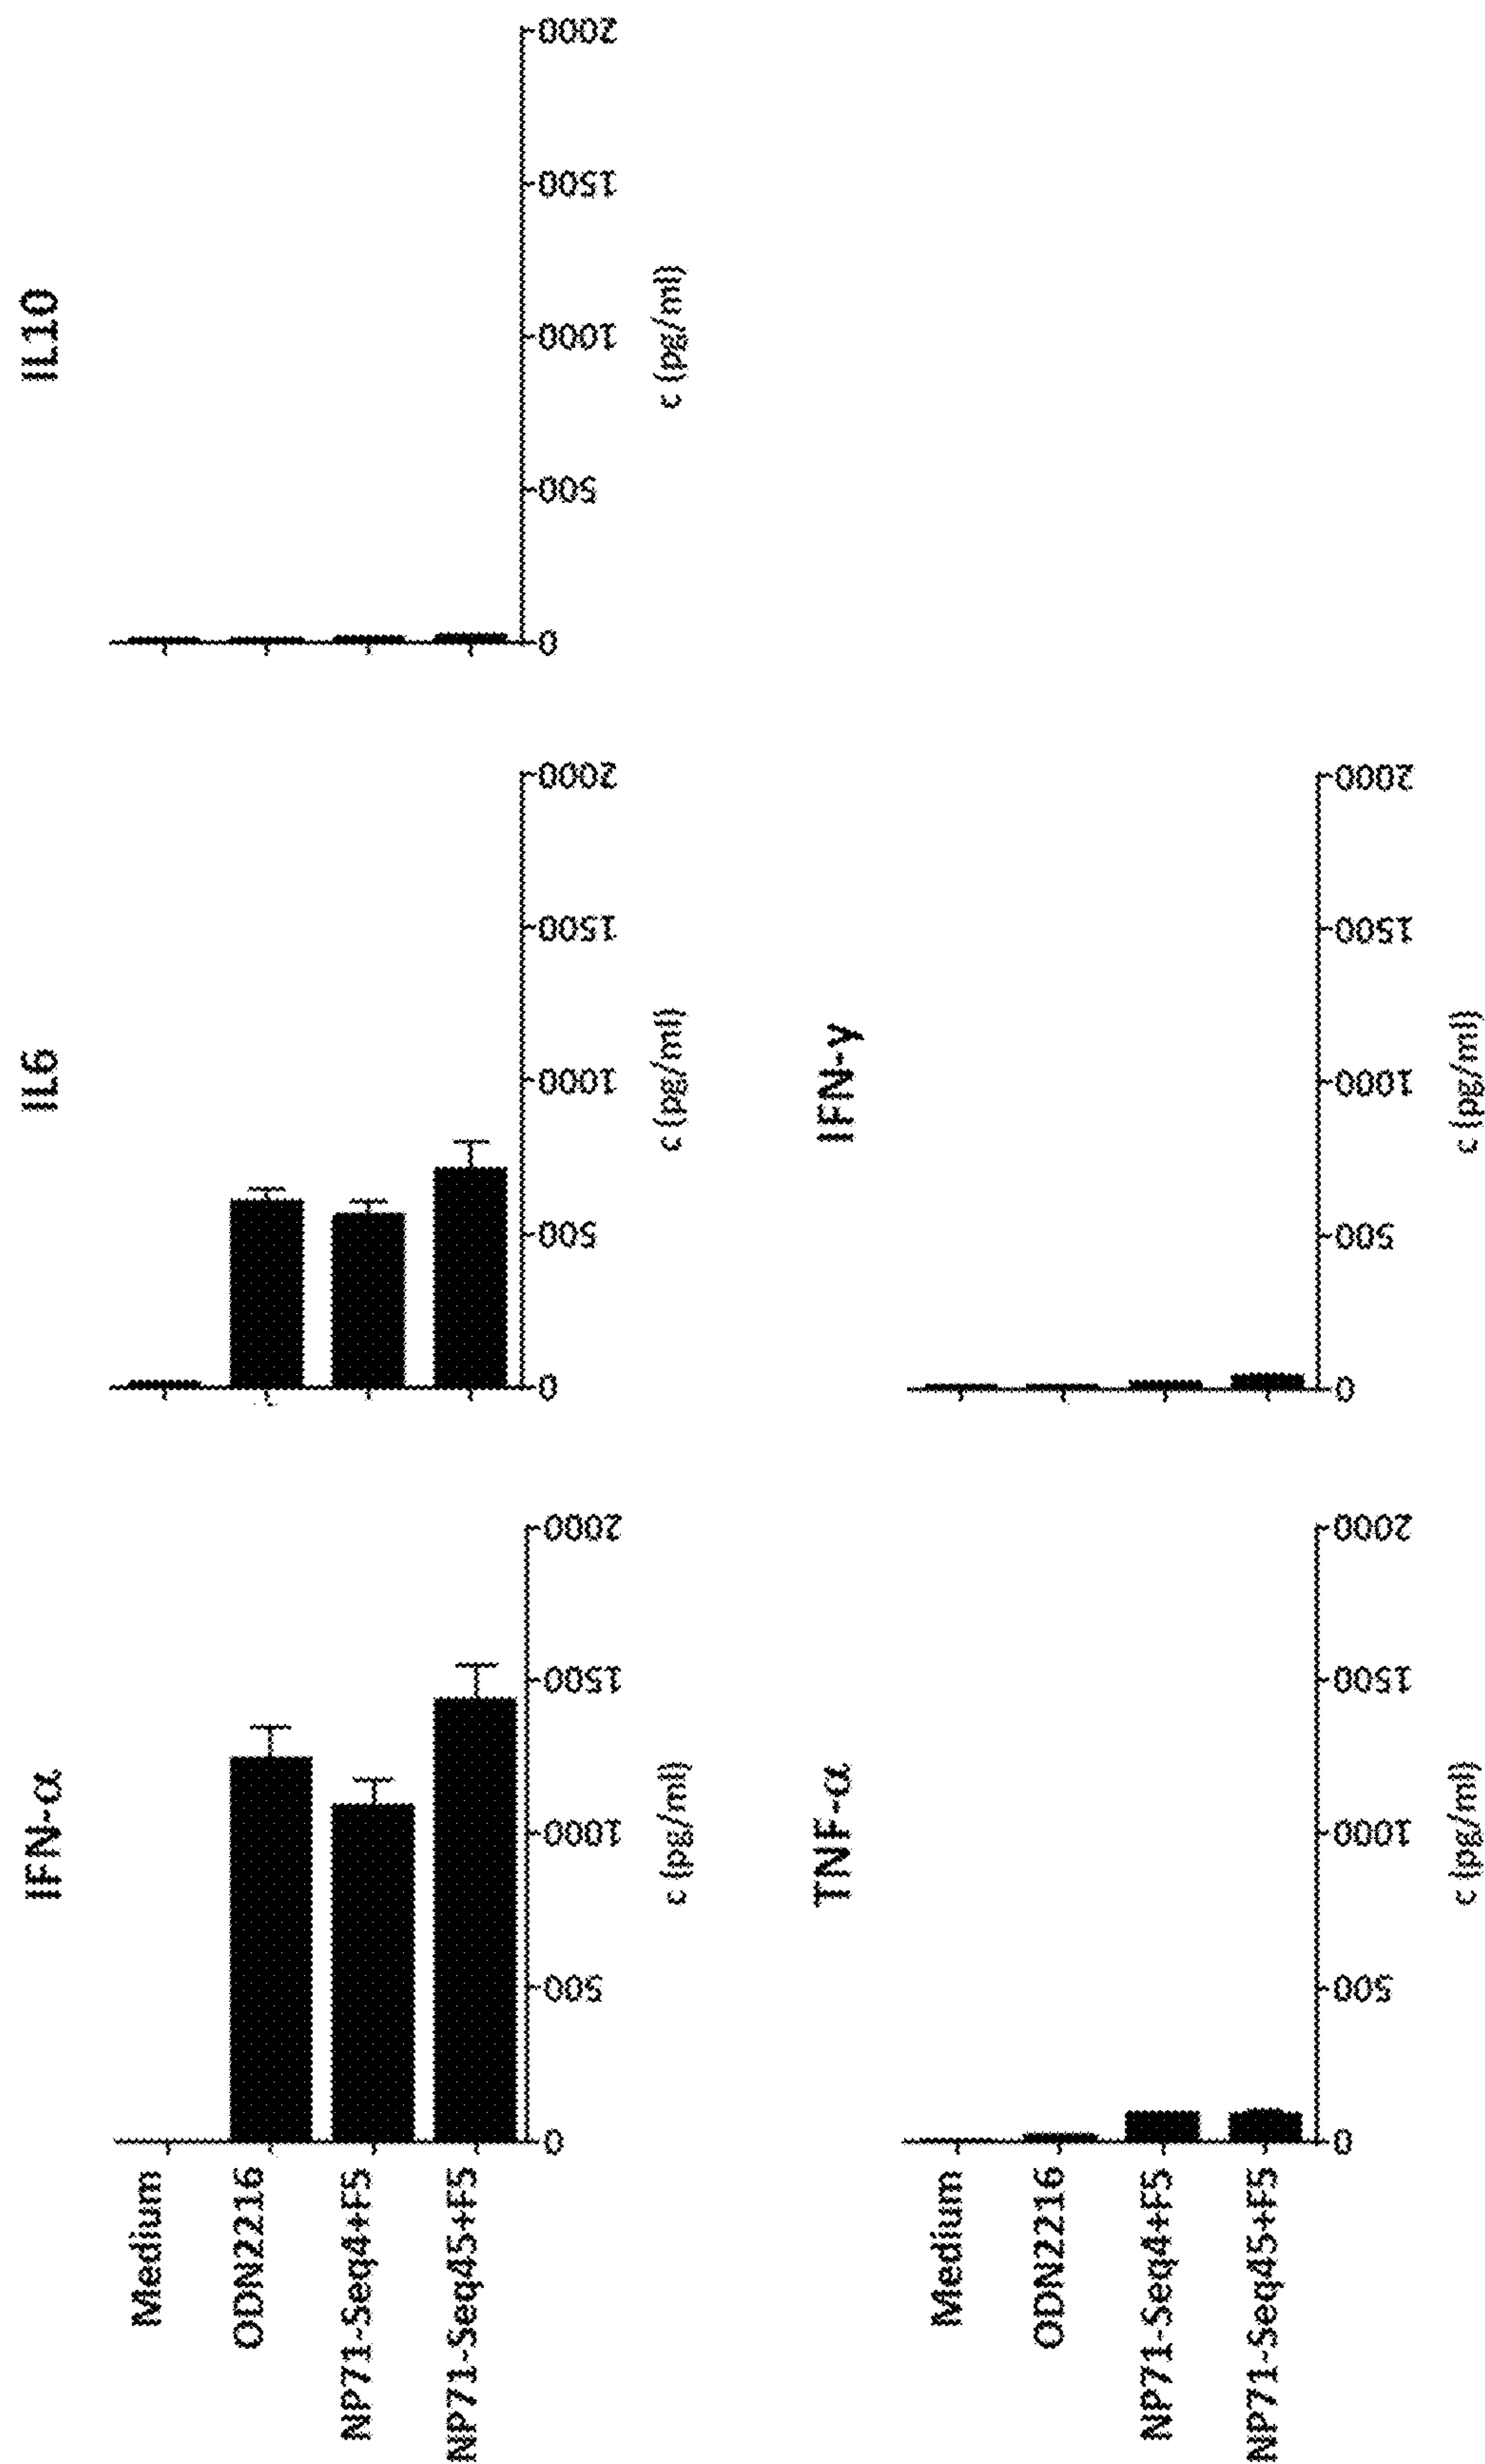 IFN-α
Medium
ODN2216
NP71-Seq4+F5
NP71-Seq45+F5
0
500
1000
1500
2000
c (pg/ml)
IL6
0
500
1000
1500
2000
c (pg/ml)
IL10
0
500
1000
1500
2000
c (pg/ml)
TNF-α
Medium
ODN2216
NP71-Seq4+F5
NP71-Seq45+F5
0
500
1000
1500
2000
c (pg/ml)
IFN-γ
0
500
1000
1500
2000
c (pg/ml)